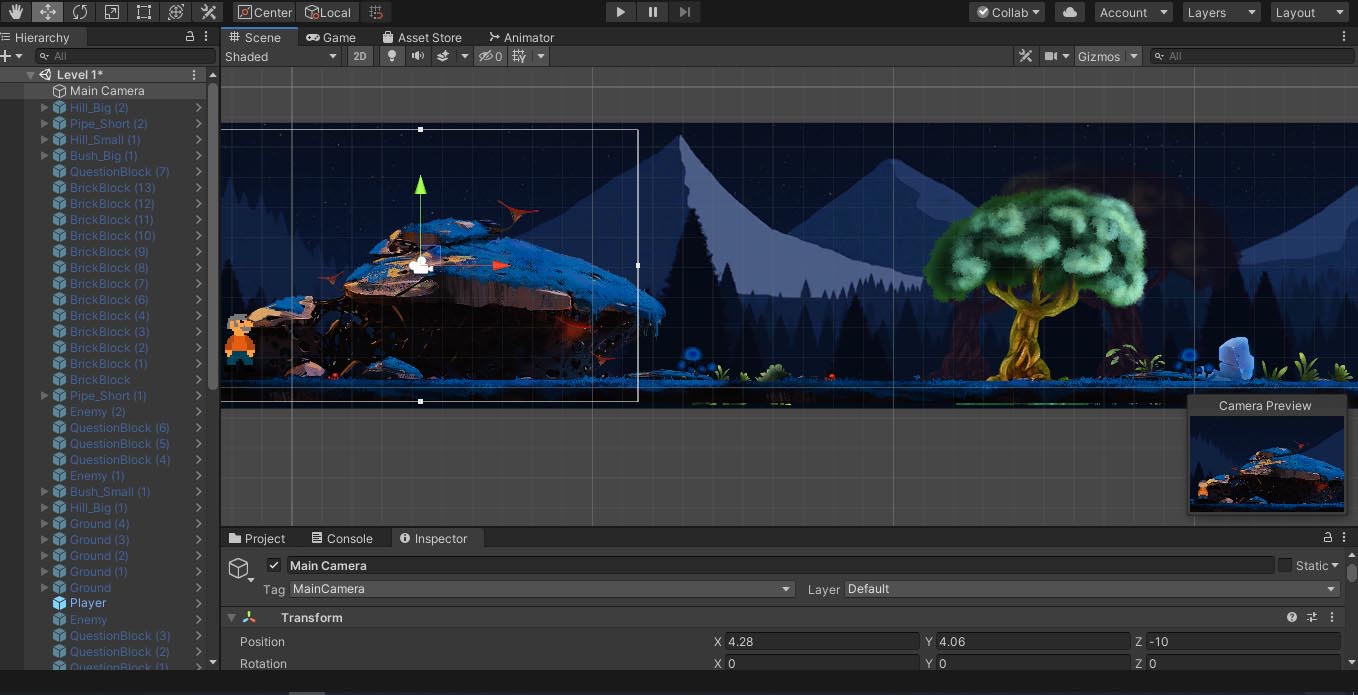 Center Local Collab Account Layers Layout
Hierarchy
All
Level 1*
Main Camera
Hill_Big (2)
Pipe_Short (2)
Hill_Small (1)
Bush_Big (1)
QuestionBlock (7)
BrickBlock (13)
BrickBlock (12)
BrickBlock (11)
BrickBlock (10)
BrickBlock (9)
BrickBlock (8)
BrickBlock (7)
BrickBlock (6)
BrickBlock (4)
BrickBlock (3)
BrickBlock (2)
BrickBlock (1)
BrickBlock
Pipe_Short (1)
Enemy (2)
QuestionBlock (6)
QuestionBlock (5)
QuestionBlock (4)
Enemy (1)
Bush_Small (1)
Hill_Big (1)
Ground (4)
Ground (3)
Ground (2)
Ground (1)
Ground
Player
Enemy
QuestionBlock (3)
QuestionBlock (2)
QuestionBlock (1)
Scene Game Asset Store Animator
Shaded 2D 0 Gizmos All
Camera Preview
Project Console Inspector
Main Camera Static
Tag MainCamera Layer Default
Transform
Position X 4.28 Y 4.06 Z -10
Rotation X 0 Y 0 Z 0